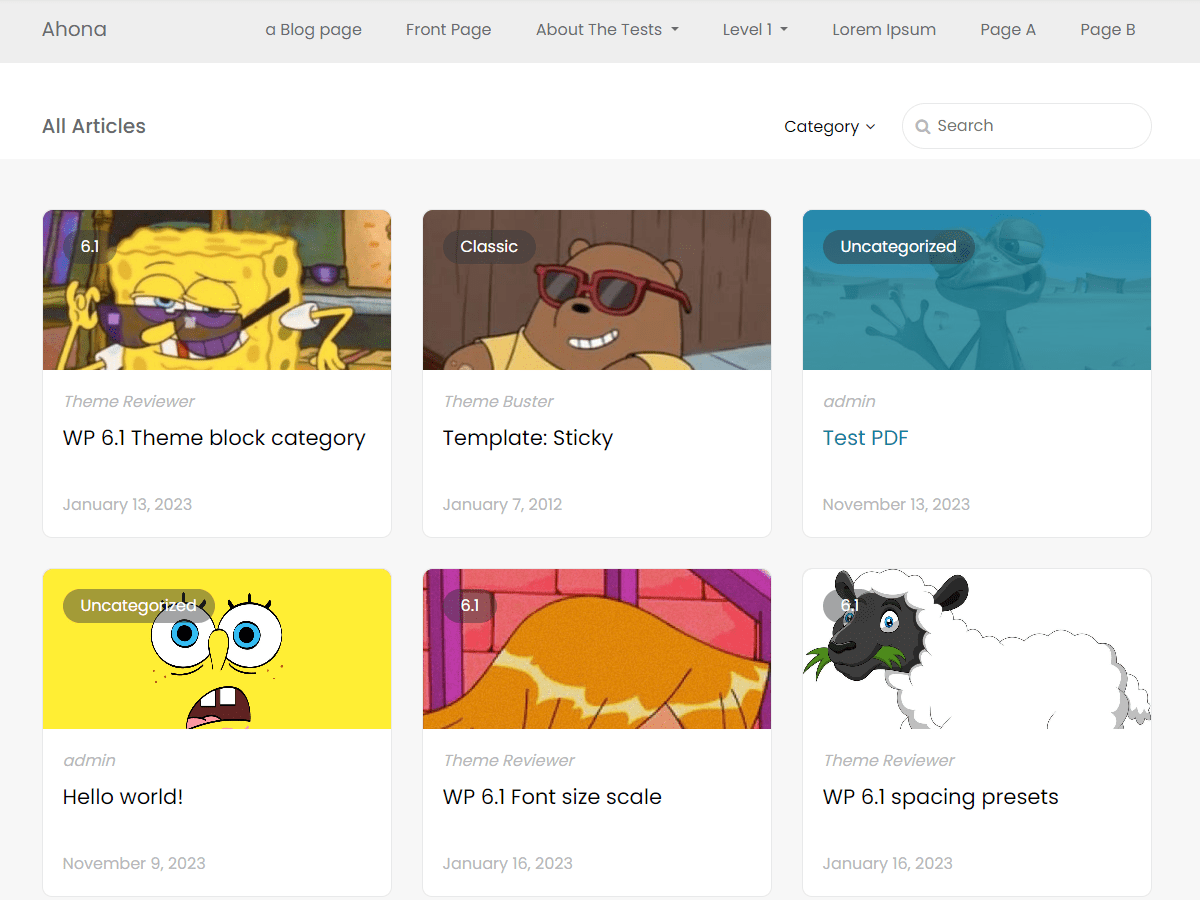 Ahona
a Blog page
Front Page
About The Tests
Level 1
Lorem Ipsum
Page A
Page B
All Articles
Category
Search
6.1
Theme Reviewer
WP 6.1 Theme block category
January 13, 2023
Classic
Theme Buster
Template: Sticky
January 7, 2012
Uncategorized
admin
Test PDF
November 13, 2023
Uncategorized
admin
Hello world!
November 9, 2023
6.1
Theme Reviewer
WP 6.1 Font size scale
January 16, 2023
6.1
Theme Reviewer
WP 6.1 spacing presets
January 16, 2023